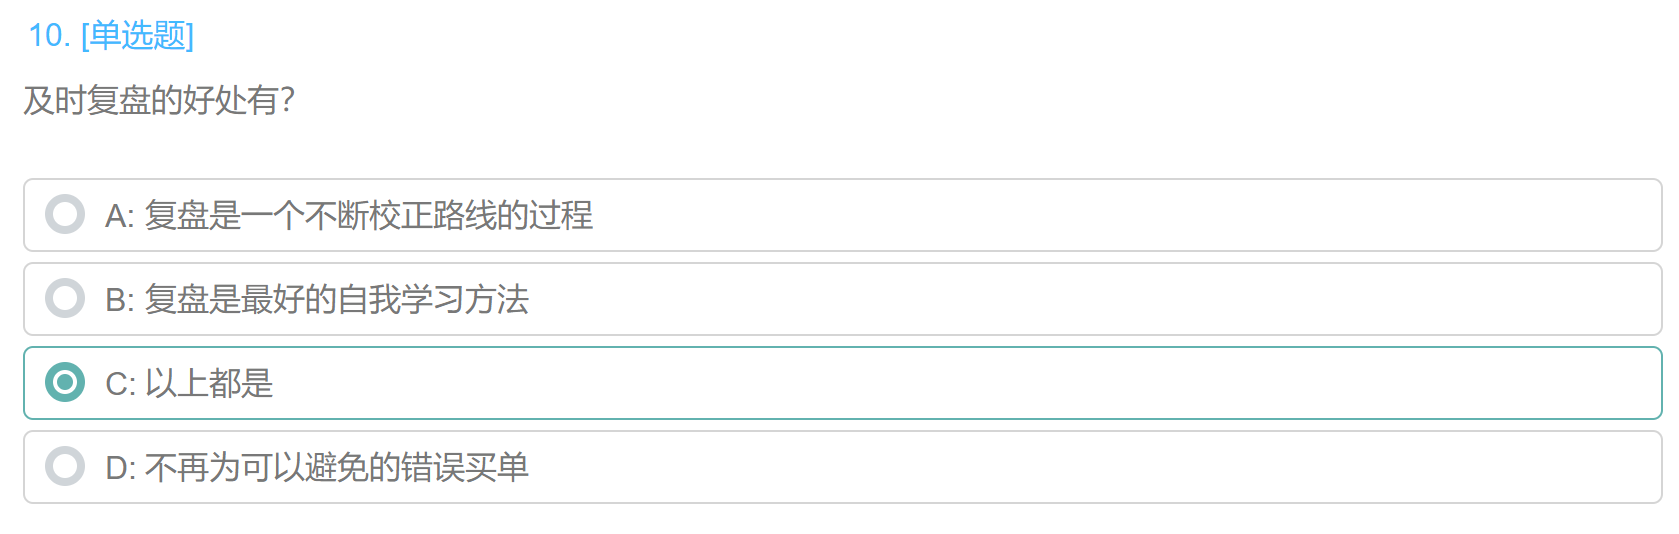 10. [单选题]
及时复盘的好处有？
A: 复盘是一个不断校正路线的过程
B: 复盘是最好的自我学习方法
C: 以上都是
D: 不再为可以避免的错误买单